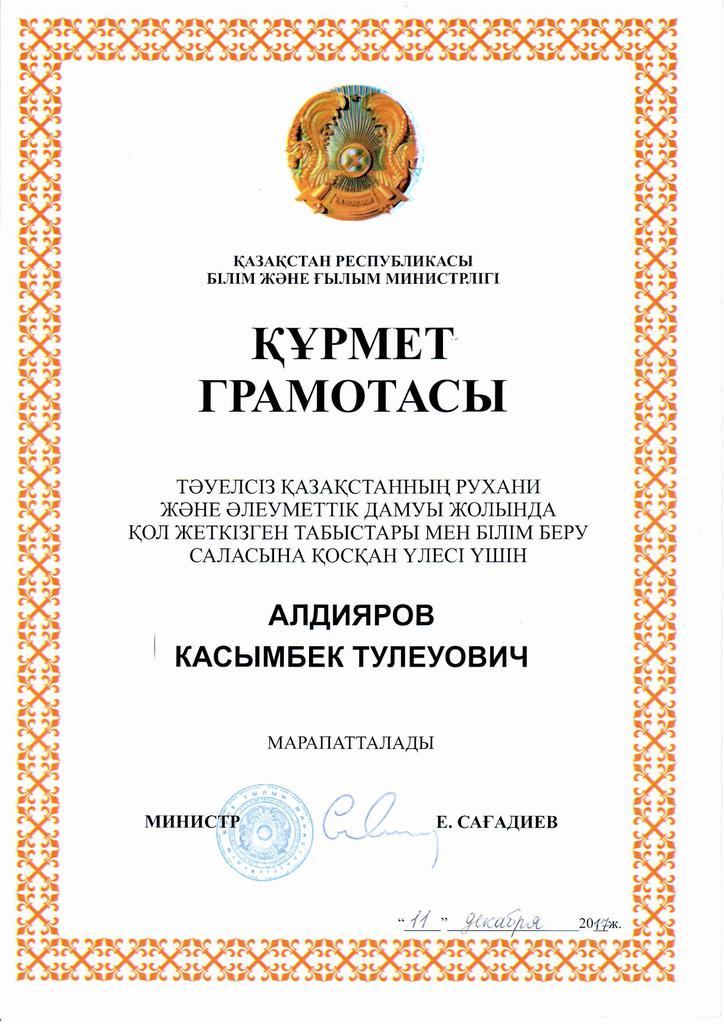 ҚАЗАҚСТАН РЕСПУБЛИКАСЫ
БІЛІМ ЖӘНЕ ҒЫЛЫМ МИНИСТРЛІГІ
ҚҰРМЕТ
ГРАМОТАСЫ
ТӘУЕЛСІЗ ҚАЗАҚСТАННЫҢ РУХАНИ
ЖӘНЕ ӘЛЕУМЕТТІК ДАМУЫ ЖОЛЫНДА
ҚОЛ ЖЕТКІЗГЕН ТАБЫСТАРЫ МЕН БІЛІМ БЕРУ
САЛАСЫНА ҚОСҚАН ҮЛЕСІ ҮШІН
АЛДИЯРОВ
КАСЫМБЕК ТУЛЕУОВИЧ
МАРАПАТТАЛАДЫ
МИНИСТР Е. САҒАДИЕВ
“11” декабря 2017ж.